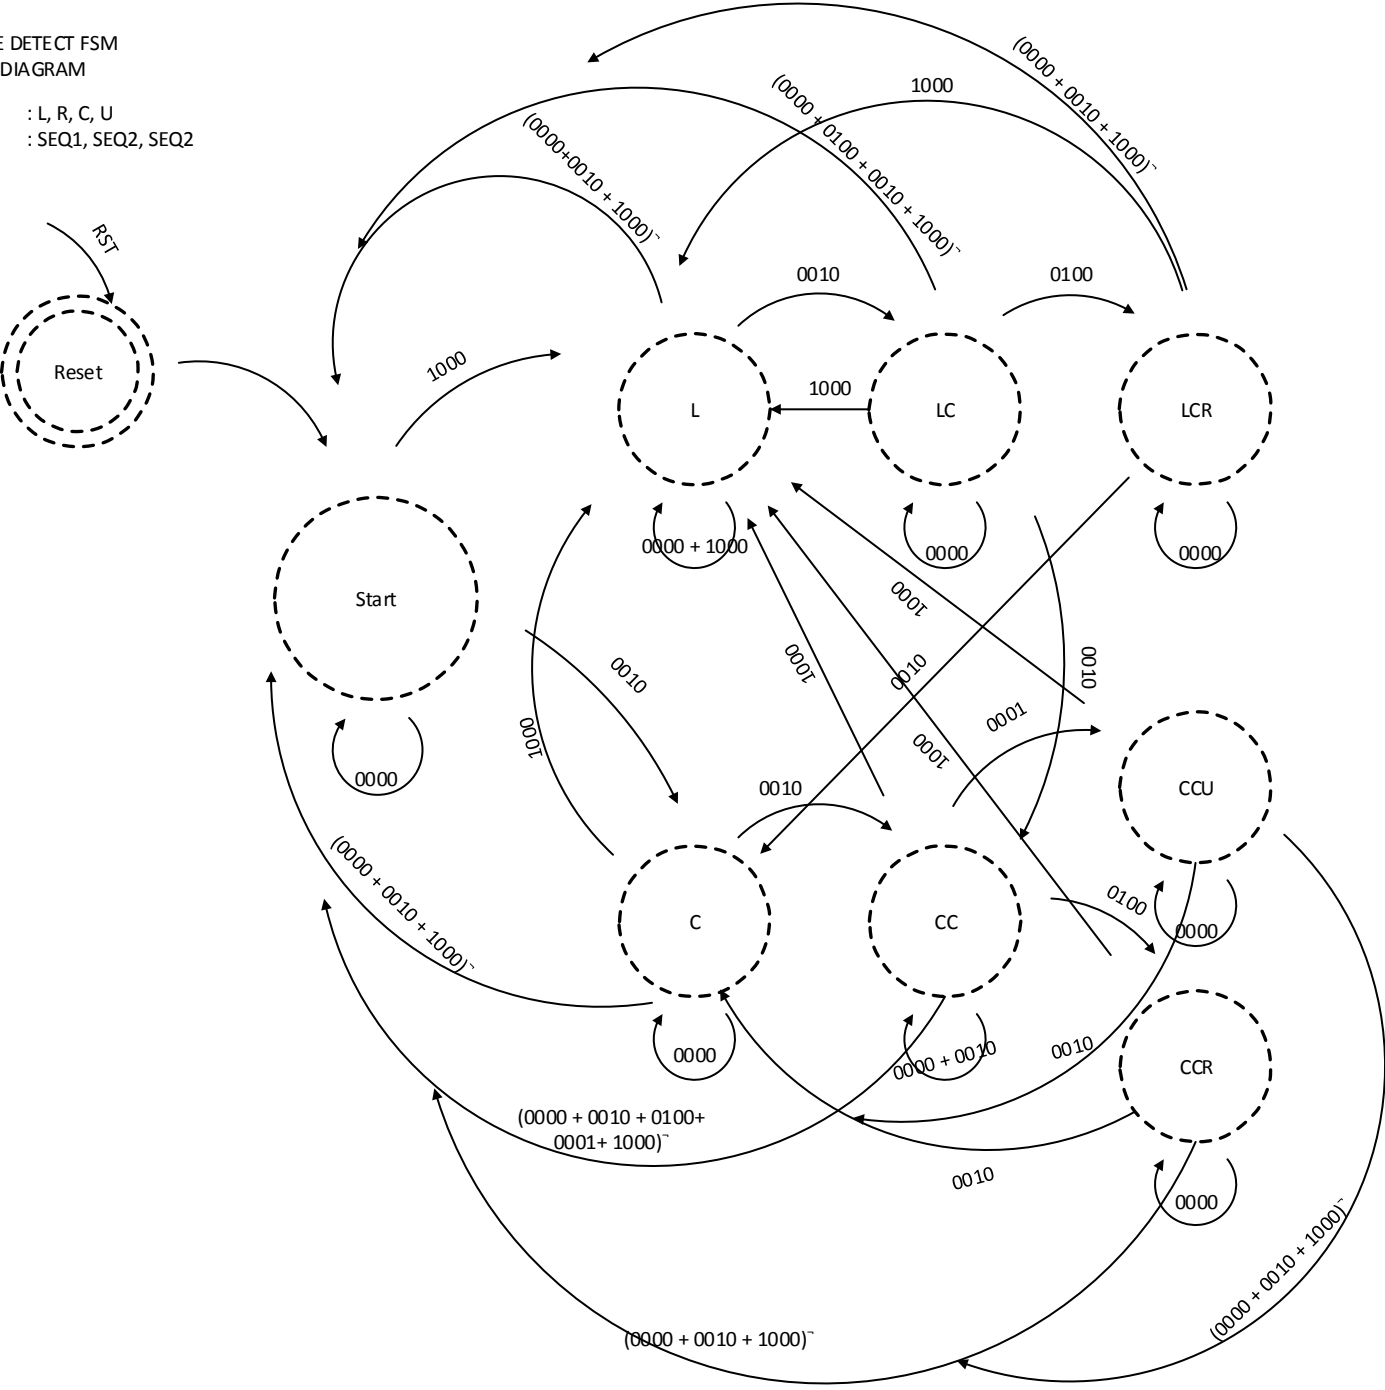 E DETECT FSM
DIAGRAM
: L, R, C, U
: SEQ1, SEQ2, SEQ2
(0000 + 0010 + 1000)¯
1000
(0000 + 0100 + 0010 + 1000)¯
(0000+0010 + 1000)¯
RST
0010
0100
Reset
1000
1000
L
LC
LCR
0000 + 1000
0000
0000
Start
1000
0010
1000
0010
0010
0001
1000
1000
0000
0010
CCU
(0000 + 0010 + 1000)¯
0100
C
CC
0000
0000
0000 + 0010
0010
CCR
(0000 + 0010 + 0100+
0001+ 1000)¯
0010
0000
(0000 + 0010 + 1000)¯
(0000 + 0010 + 1000)¯